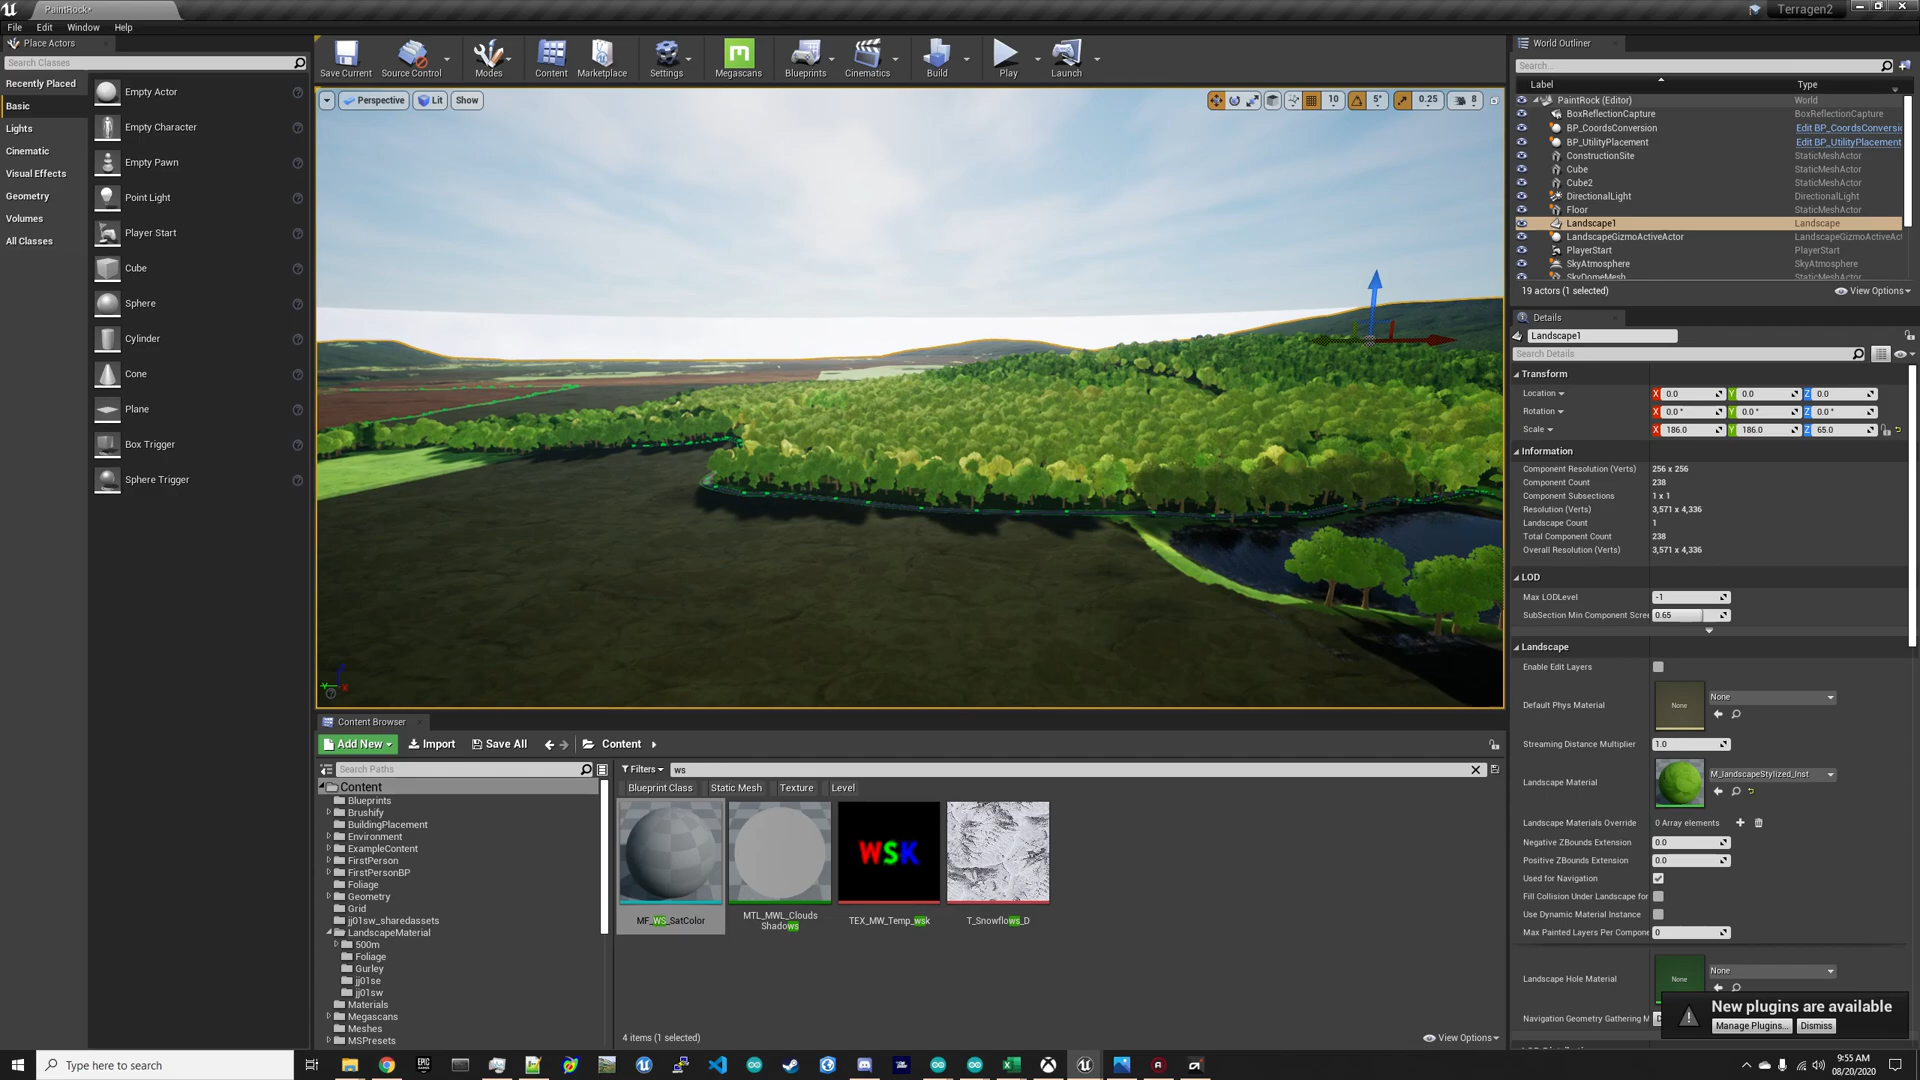 PaintRock*
Terragen2
File Edit Window Help
Place Actors
Search Classes
Recently Placed
Basic
Lights
Cinematic
Visual Effects
Geometry
Volumes
All Classes
Empty Actor
Empty Character
Empty Pawn
Point Light
Player Start
Cube
Sphere
Cylinder
Cone
Plane
Box Trigger
Sphere Trigger
Save Current Source Control Modes Content Marketplace Settings Megascans Blueprints Cinematics Build Play Launch
Perspective Lit Show
10 5° 0.25 8
World Outliner
Search...
Label Type
PaintRock (Editor) World
BoxReflectionCapture BoxReflectionCapture
BP_CoordsConversion Edit BP_CoordsConversi
BP_UtilityPlacement Edit BP_UtilityPlacement
ConstructionSite StaticMeshActor
Cube StaticMeshActor
Cube2 StaticMeshActor
DirectionalLight DirectionalLight
Floor StaticMeshActor
Landscape1 Landscape
LandscapeGizmoActiveActor LandscapeGizmoActiveAc
PlayerStart PlayerStart
SkyAtmosphere SkyAtmosphere
SkyDomeMesh StaticMeshActor
19 actors (1 selected) View Options
Details
Landscape1
Search Details
Transform
Location X 0.0 Y 0.0 Z 0.0
Rotation X 0.0° Y 0.0° Z 0.0°
Scale X 186.0 Y 186.0 Z 65.0
Information
Component Resolution (Verts) 256 x 256
Component Count 238
Component Subsections 1 x 1
Resolution (Verts) 3,571 x 4,336
Landscape Count 1
Total Component Count 238
Overall Resolution (Verts) 3,571 x 4,336
LOD
Max LODLevel -1
SubSection Min Component Scree 0.65
Landscape
Enable Edit Layers
Default Phys Material None None
Streaming Distance Multiplier 1.0
Landscape Material M_landscapeStylized_Inst
Landscape Materials Override 0 Array elements
Negative ZBounds Extension 0.0
Positive ZBounds Extension 0.0
Used for Navigation
Fill Collision Under Landscape for
Use Dynamic Material Instance
Max Painted Layers Per Compone 0
Landscape Hole Material None None
Navigation Geometry Gathering M
New plugins are available
Manage Plugins... Dismiss
Content Browser
Add New Import Save All Content
Search Paths
Content
Blueprints
Brushify
BuildingPlacement
Environment
ExampleContent
FirstPerson
FirstPersonBP
Foliage
Geometry
Grid
jj01sw_sharedassets
LandscapeMaterial
500m
Foliage
Gurley
jj01se
jj01sw
Materials
Megascans
Meshes
MSPresets
Filters ws
Blueprint Class Static Mesh Texture Level
WSK
MF_WS_SatColor
MTL_MWL_Clouds
Shadows
TEX_MW_Temp_wsk
T_Snowflows_D
4 items (1 selected) View Options
Type here to search
9:55 AM
08/20/2020